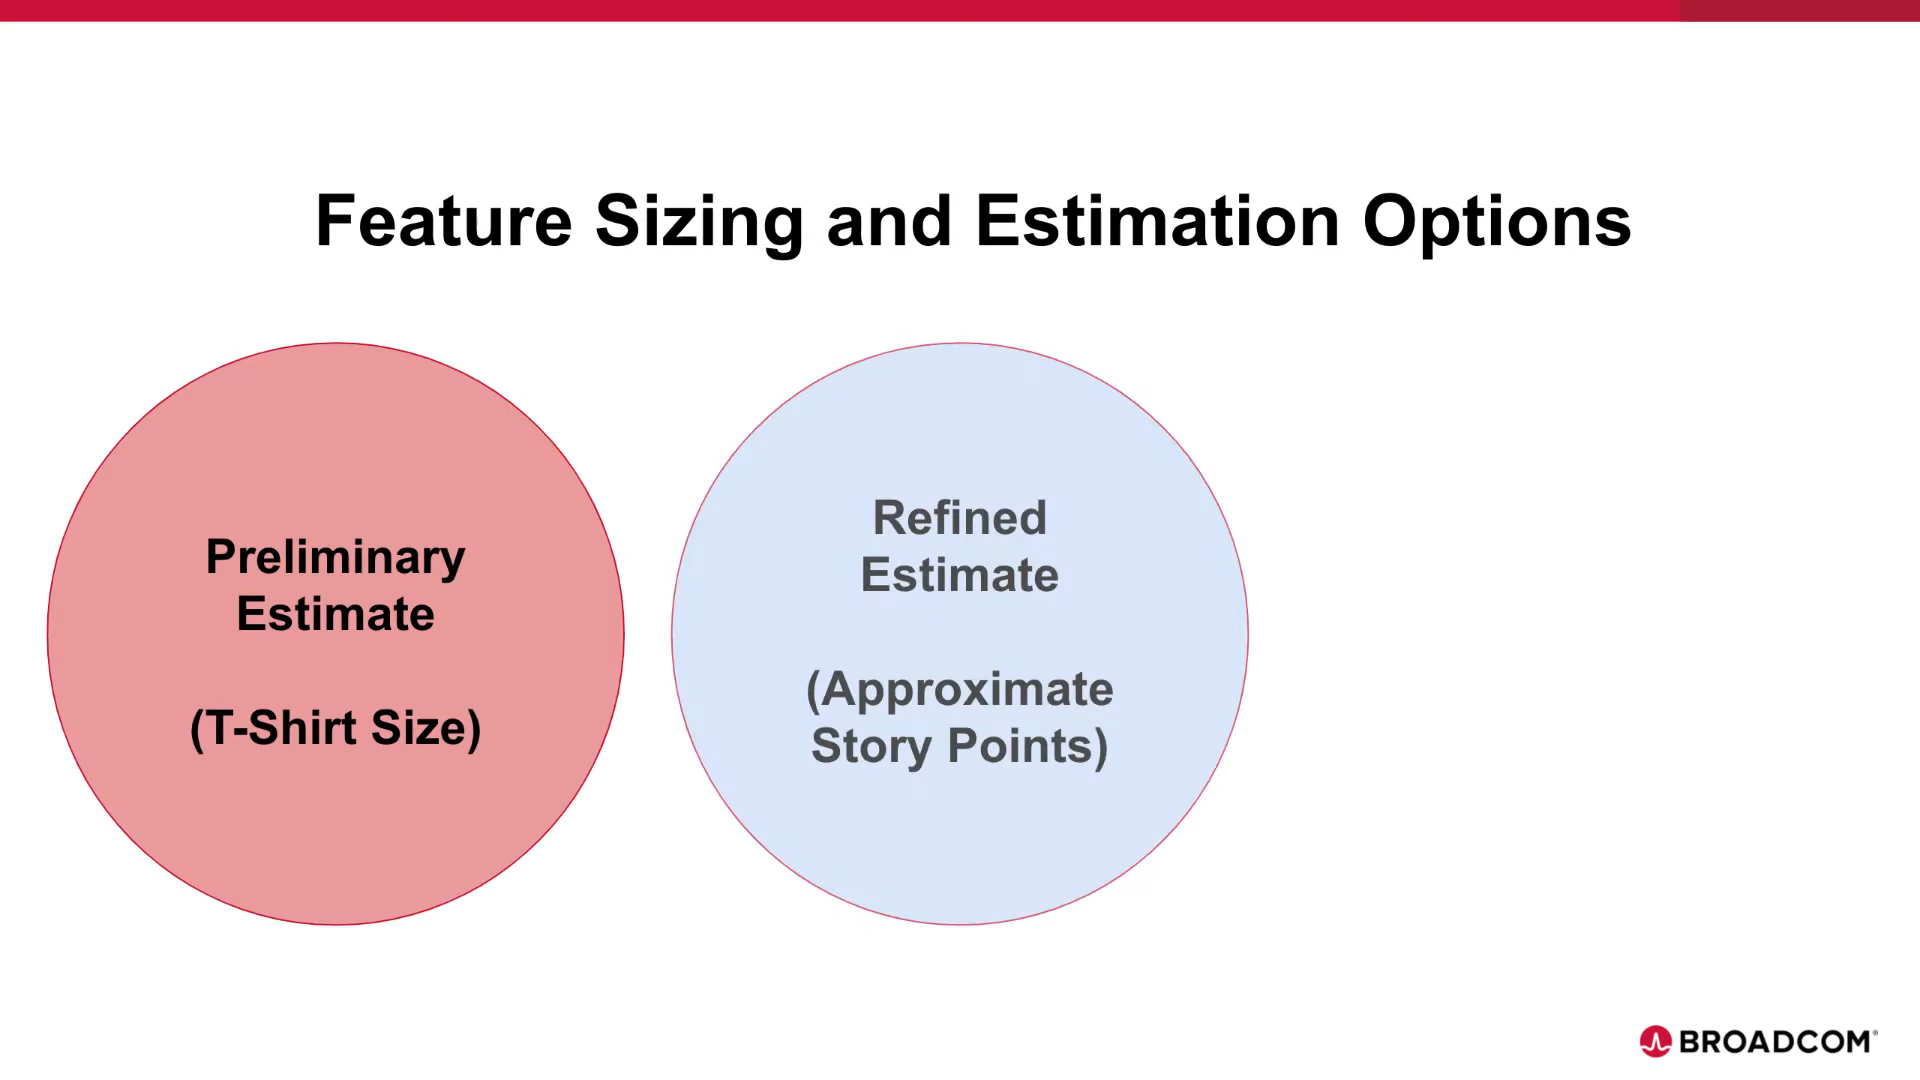 Feature Sizing and Estimation Options
Preliminary
Estimate
(T-Shirt Size)
Refined
Estimate
(Approximate
Story Points)
BROADCOM®